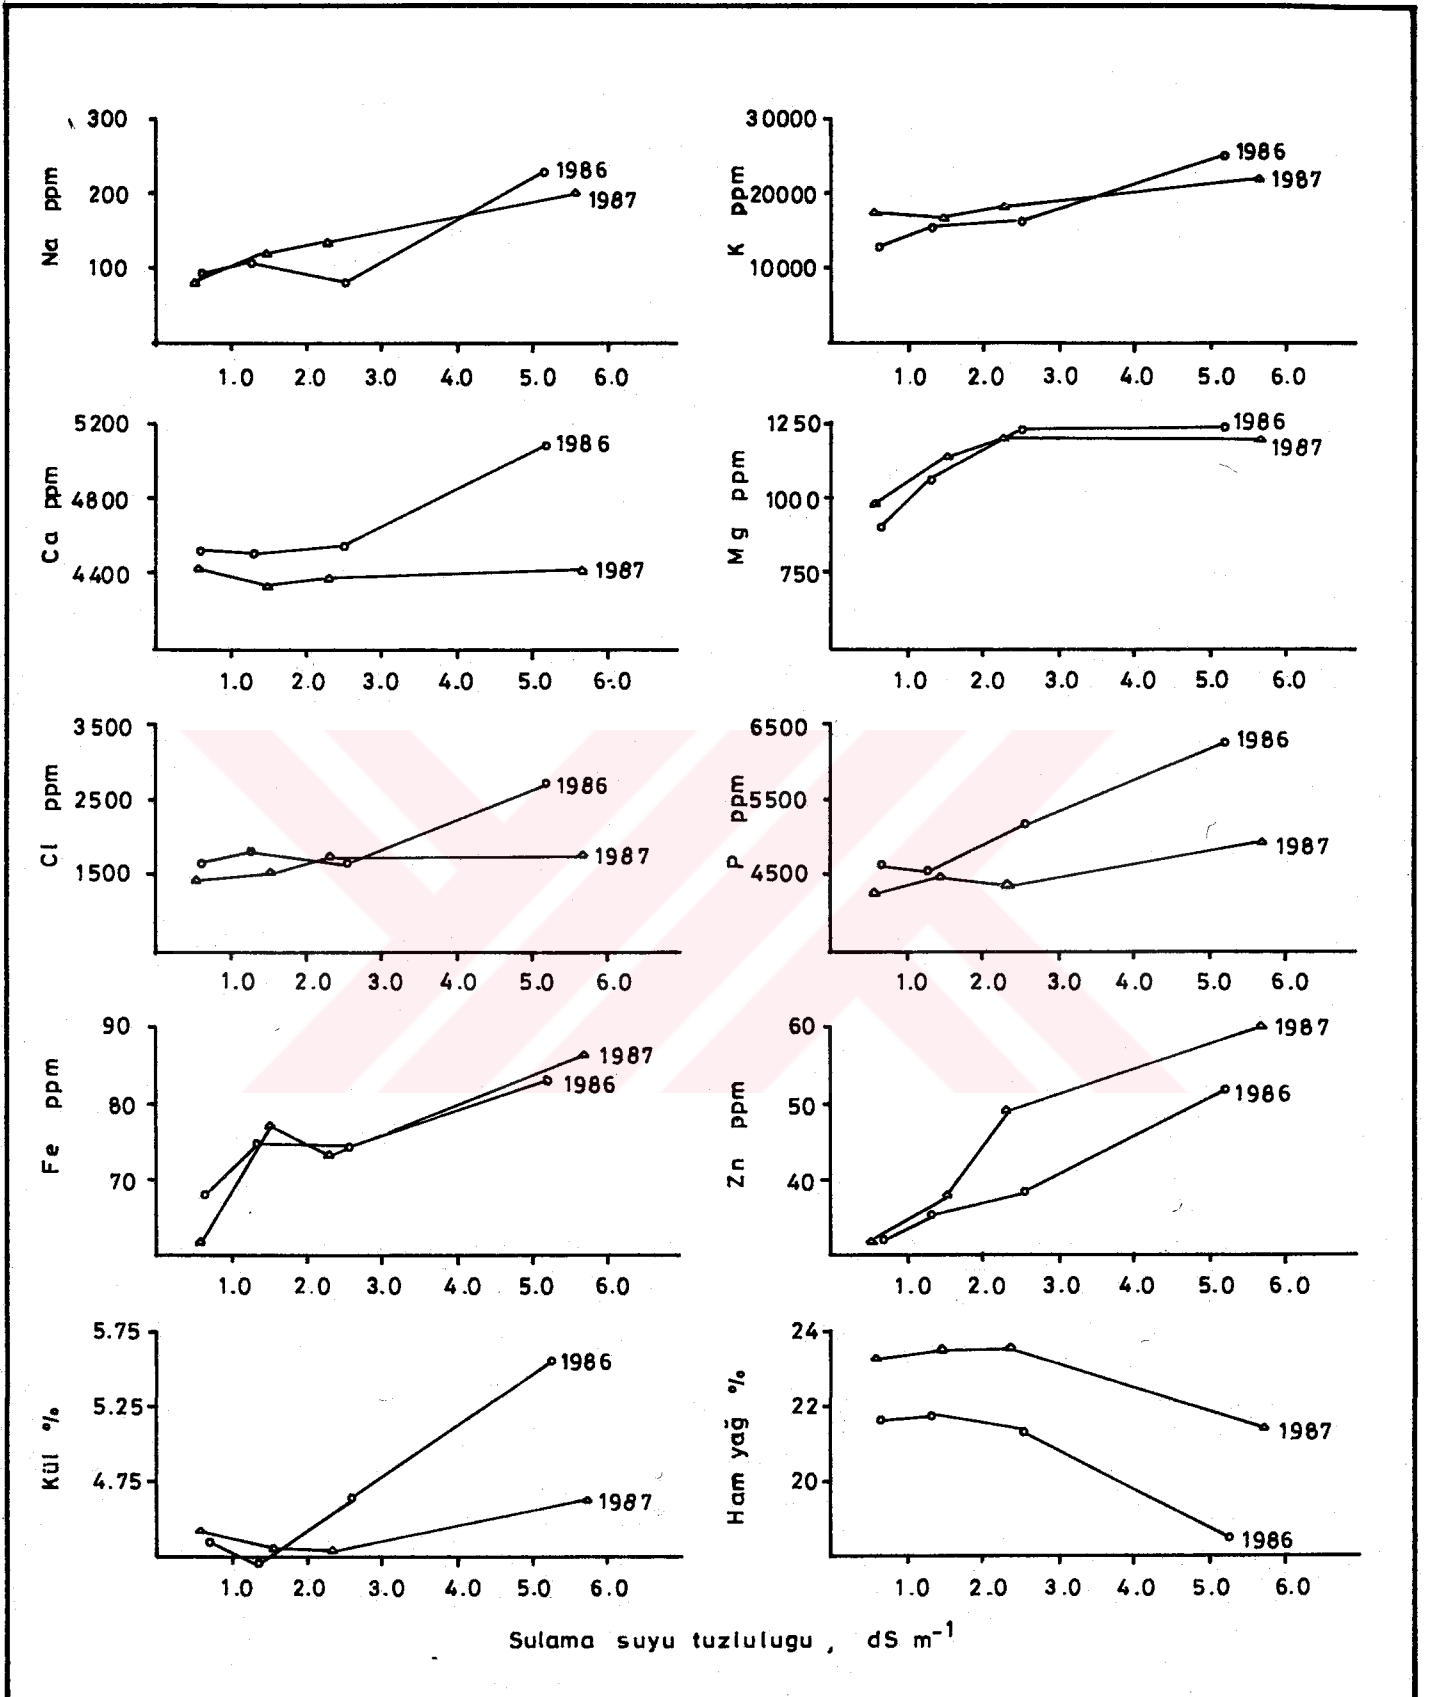 300
200
100
Na ppm
1986
1987
1.0 2.0 3.0 4.0 5.0 6.0
30000
20000
10000
K ppm
1986
1987
1.0 2.0 3.0 4.0 5.0 6.0
5200
4800
4400
Ca ppm
1986
1987
1.0 2.0 3.0 4.0 5.0 6.0
1250
1000
750
Mg ppm
1986
1987
1.0 2.0 3.0 4.0 5.0 6.0
3500
2500
1500
Cl ppm
1986
1987
1.0 2.0 3.0 4.0 5.0 6.0
6500
5500
4500
P ppm
1986
1987
1.0 2.0 3.0 4.0 5.0 6.0
90
80
70
Fe ppm
1987
1986
1.0 2.0 3.0 4.0 5.0 6.0
60
50
40
Zn ppm
1987
1986
1.0 2.0 3.0 4.0 5.0 6.0
5.75
5.25
4.75
Kül %
1986
1987
1.0 2.0 3.0 4.0 5.0 6.0
24
22
20
Ham yağ %
1987
1986
1.0 2.0 3.0 4.0 5.0 6.0
Sulama suyu tuzlulugu , dS m⁻¹